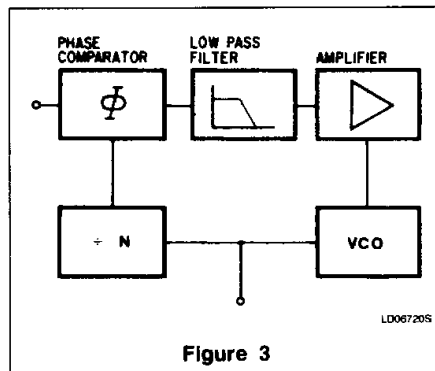 PHASE
COMPARATOR
LOW PASS
FILTER
AMPLIFIER
Φ
÷ N
VCO
LD06720S
Figure 3